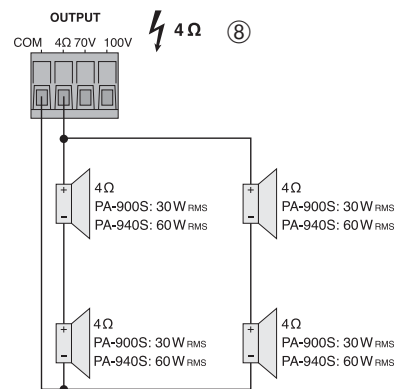 OUTPUT
COM 4Ω 70V 100V
4 Ω
⑧
+
4Ω
PA-900S: 30 W RMS
PA-940S: 60 W RMS
-
+
4Ω
PA-900S: 30 W RMS
PA-940S: 60 W RMS
-
+
4Ω
PA-900S: 30 W RMS
PA-940S: 60 W RMS
-
+
4Ω
PA-900S: 30 W RMS
PA-940S: 60 W RMS
-